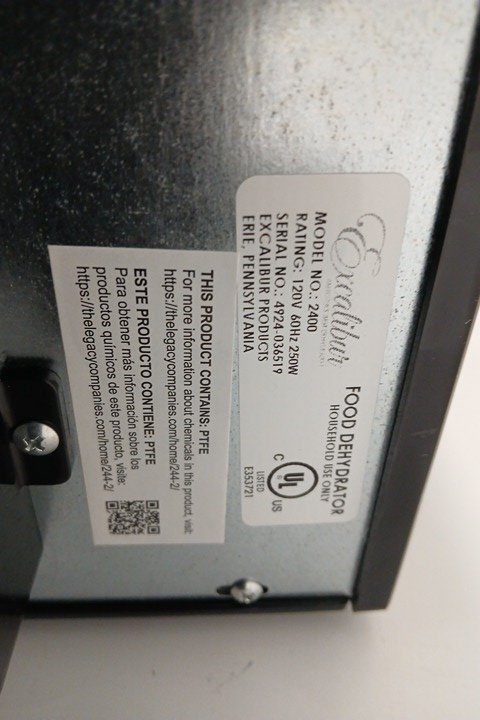 Excalibur
FOOD DEHYDRATOR
HOUSEHOLD USE ONLY
MODEL NO.: 2400
RATING: 120V 60Hz 250W
SERIAL NO.: 4924-036519
EXCALIBUR PRODUCTS
ERIE, PENNSYLVANIA
C UL US
LISTED
E353721
THIS PRODUCT CONTAINS: PTFE
For more information about chemicals in this product, visit:
https://thelegacycompanies.com/home/244-2/
ESTE PRODUCTO CONTIENE: PTFE
Para obtener más información sobre los
productos químicos de este producto, visite:
https://thelegacycompanies.com/home/244-2/